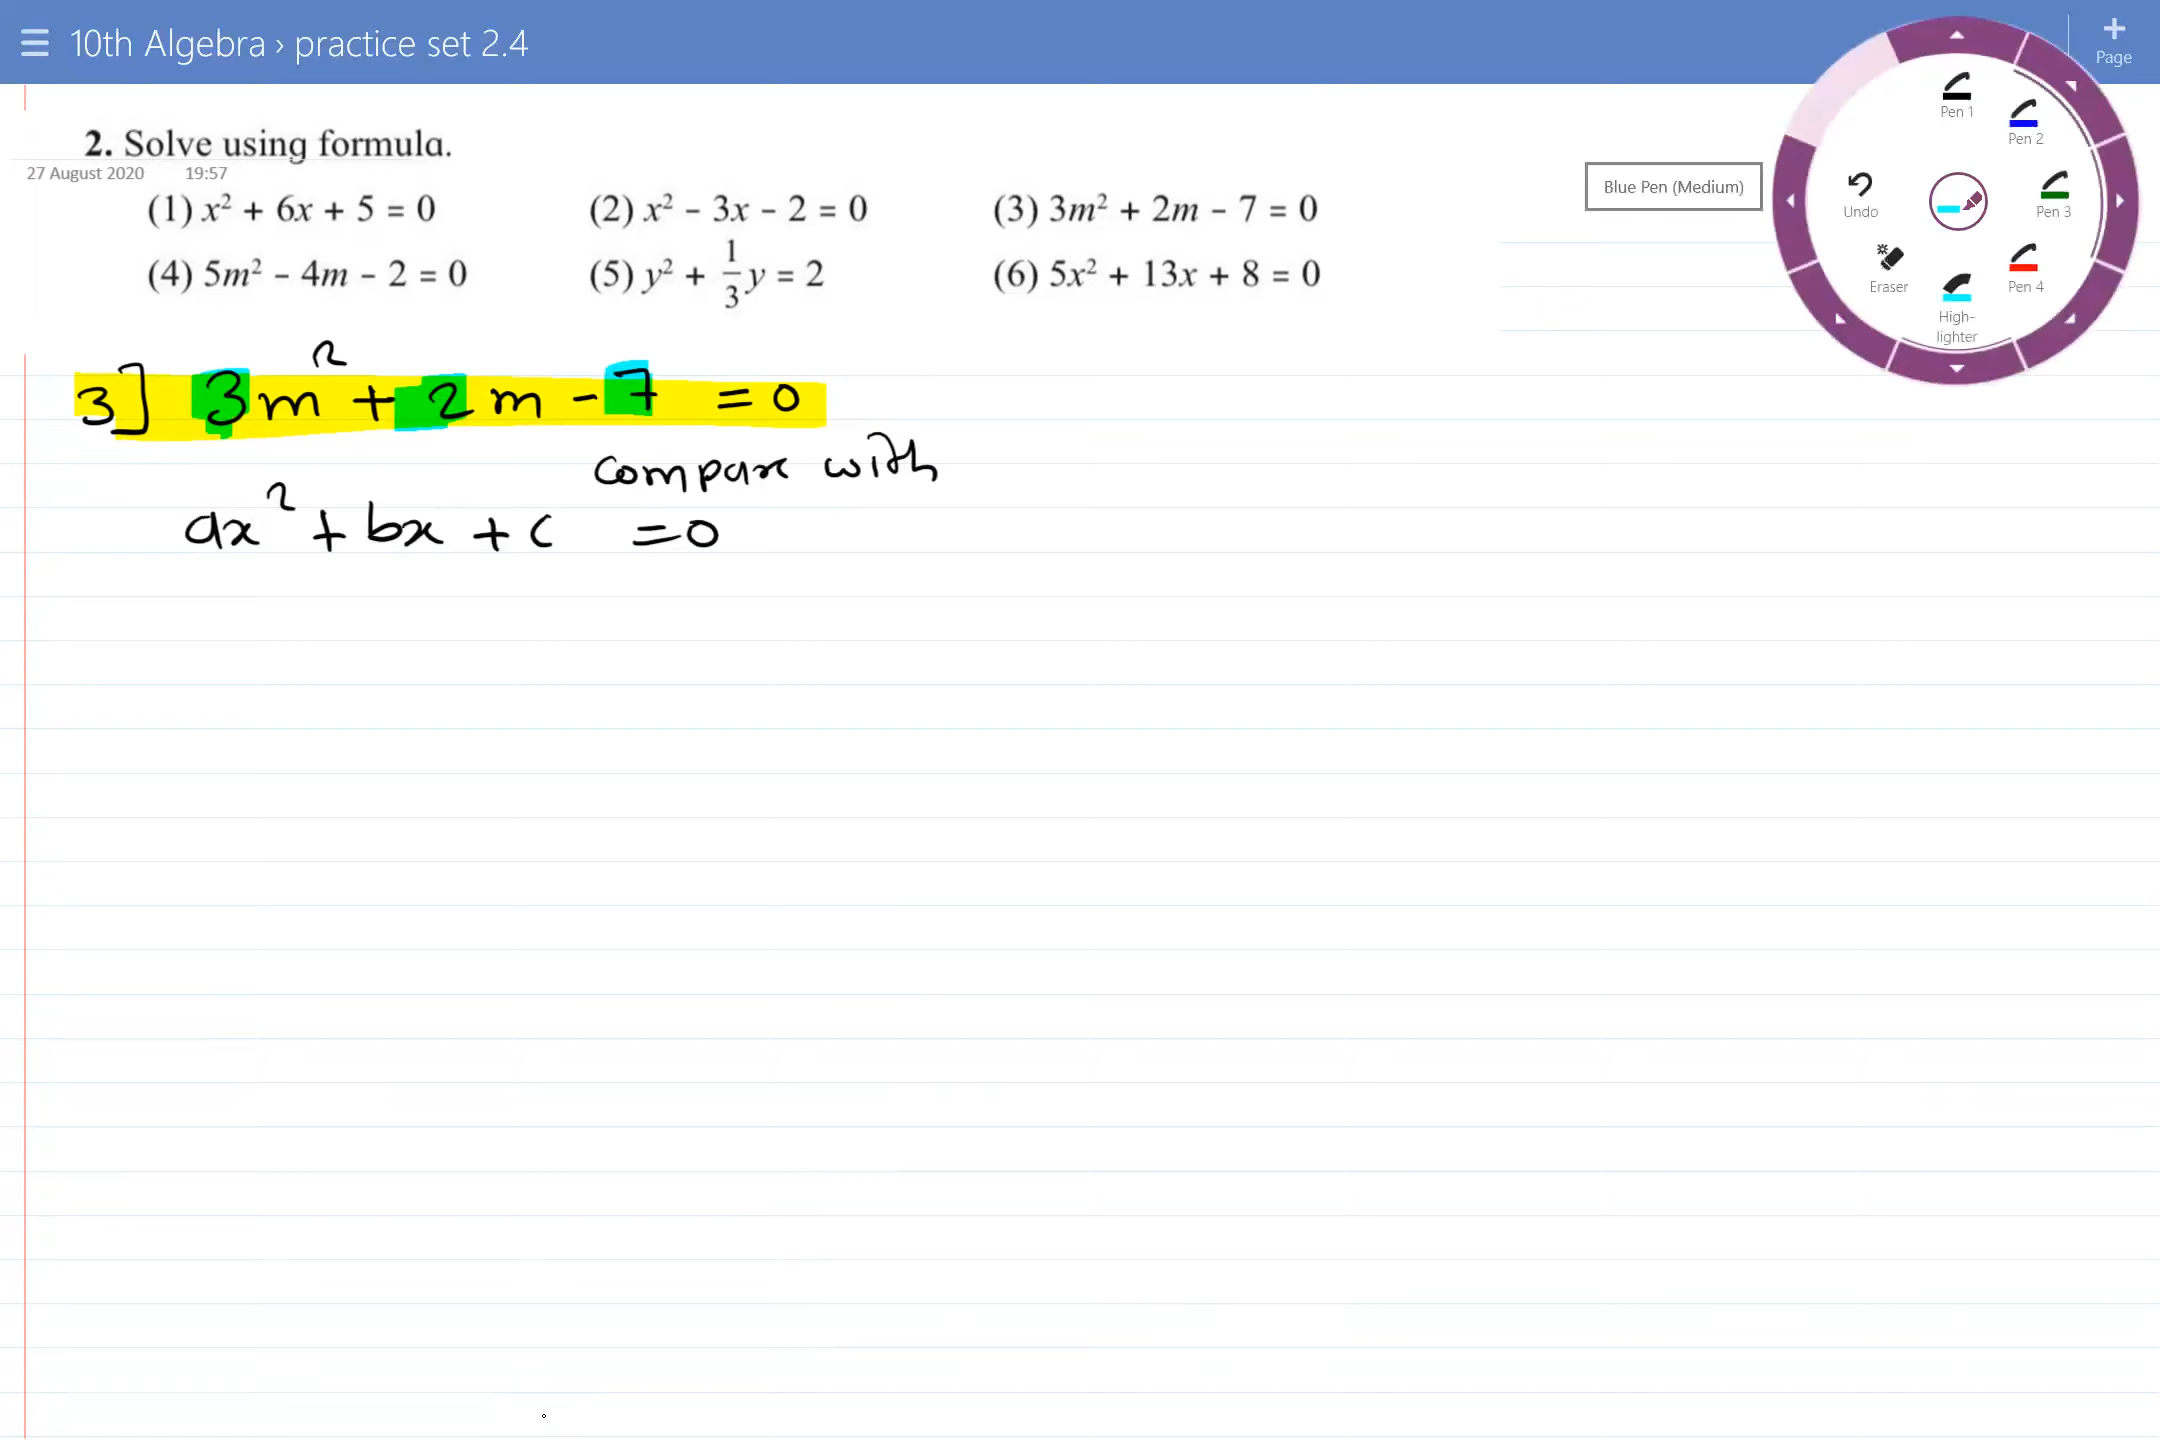 10th Algebra › practice set 2.4
Page
2. Solve using formula.
27 August 2020 19:57
(1) x² + 6x + 5 = 0 (2) x² − 3x − 2 = 0 (3) 3m² + 2m − 7 = 0
(4) 5m² − 4m − 2 = 0 (5) y² + 1/3 y = 2 (6) 5x² + 13x + 8 = 0
Blue Pen (Medium)
Pen 1
Pen 2
Undo
Pen 3
Eraser
Pen 4
High-
lighter
3] 3m² + 2m − 7 = 0
compare with
ax² + bx + c = 0